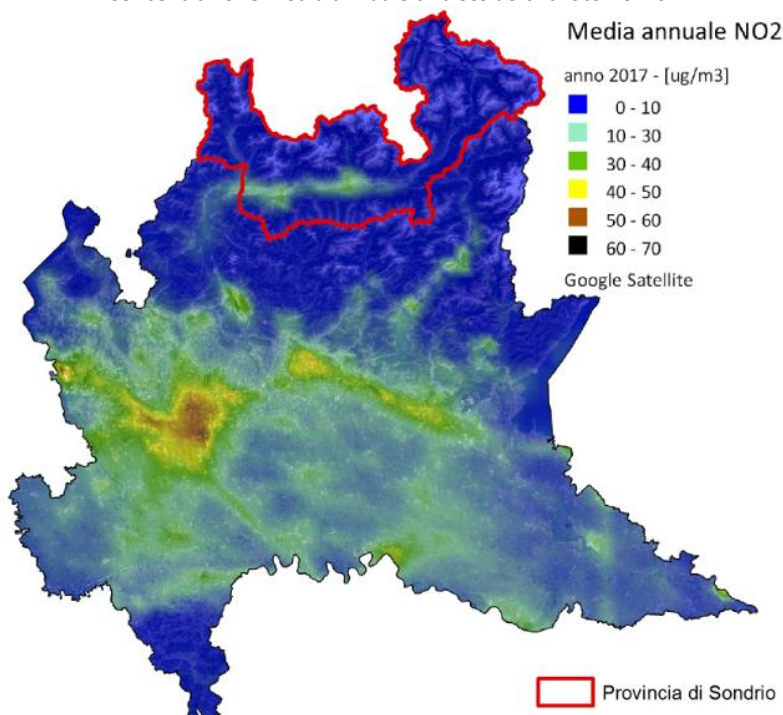 Media annuale NO2
anno 2017 - [ug/m3]
0 - 10
10 - 30
30 - 40
40 - 50
50 - 60
60 - 70
Google Satellite
Provincia di Sondrio